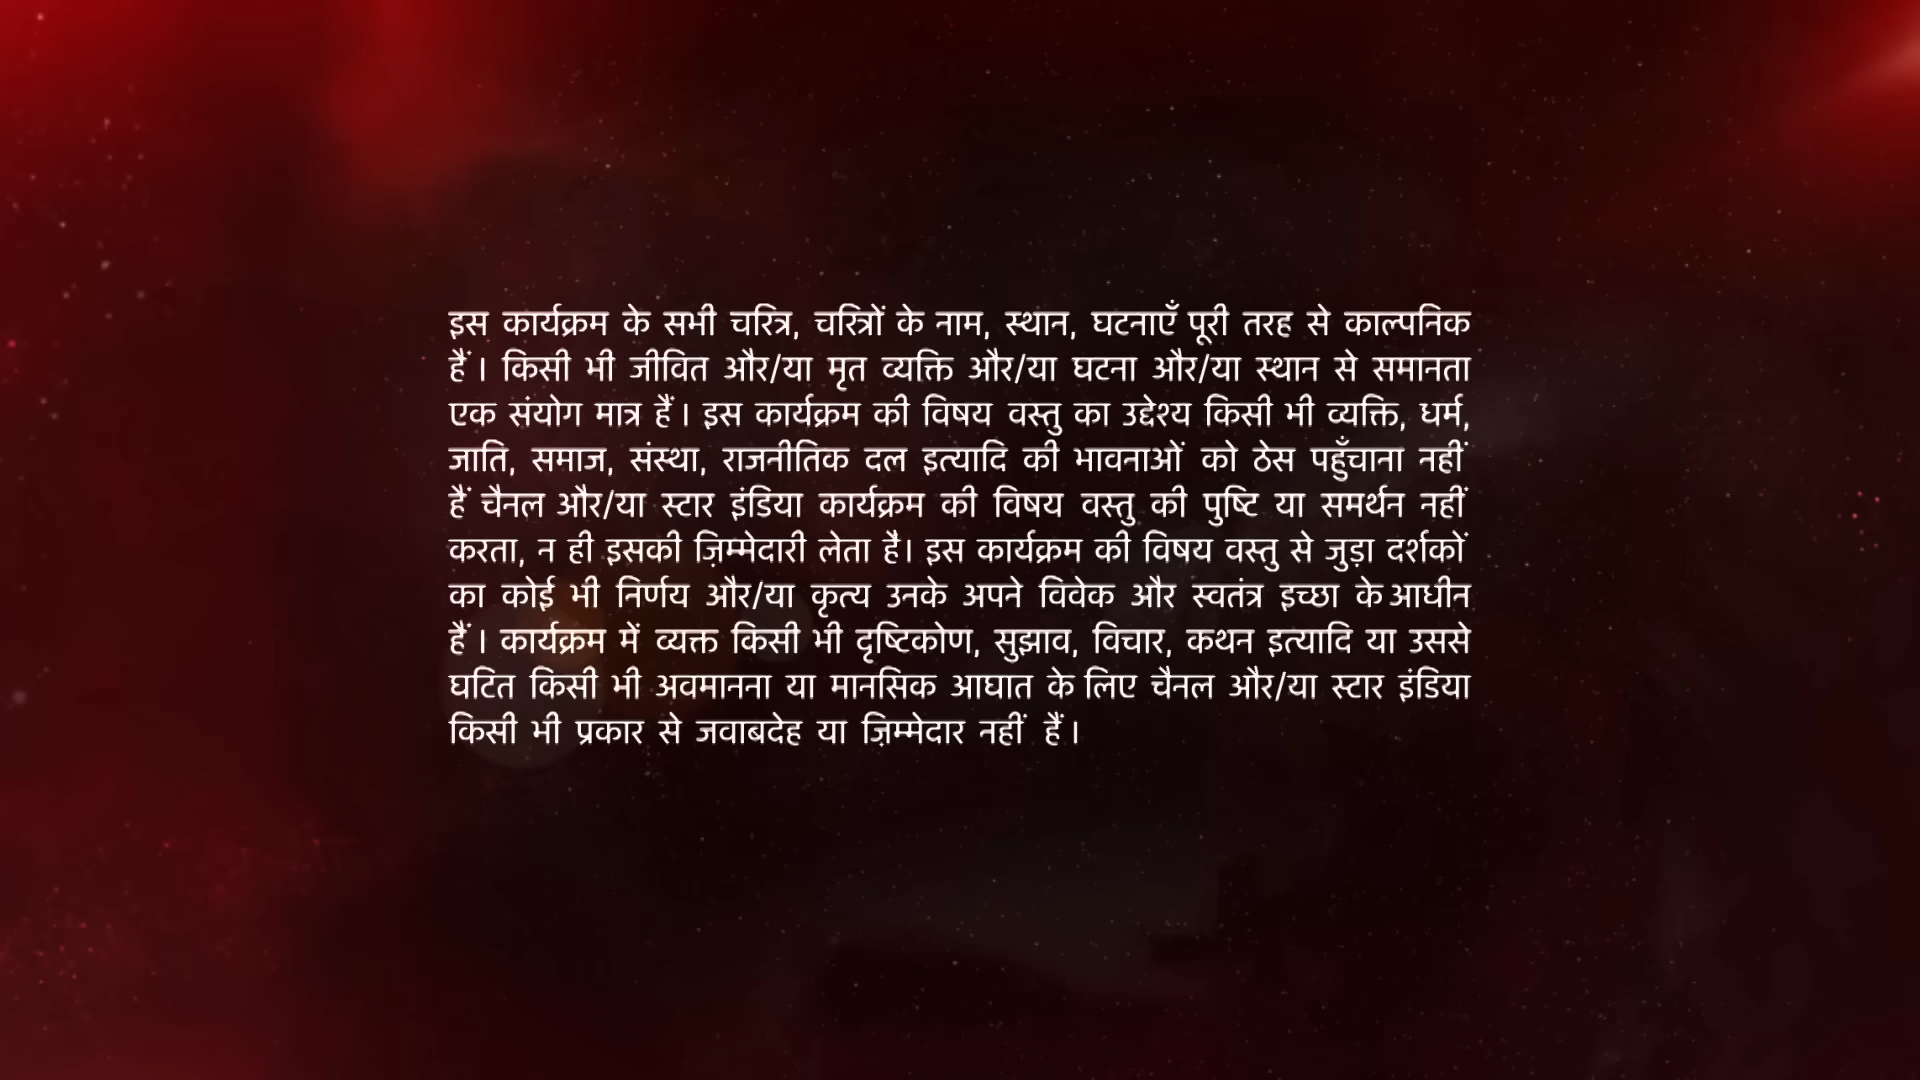 इस कार्यक्रम के सभी चरित्र, चरित्रों के नाम, स्थान, घटनाएँ पूरी तरह से काल्पनिक
हैं । किसी भी जीवित और/या मृत व्यक्ति और/या घटना और/या स्थान से समानता
एक संयोग मात्र हैं । इस कार्यक्रम की विषय वस्तु का उद्देश्य किसी भी व्यक्ति, धर्म,
जाति, समाज, संस्था, राजनीतिक दल इत्यादि की भावनाओं को ठेस पहुँचाना नहीं
हैं चैनल और/या स्टार इंडिया कार्यक्रम की विषय वस्तु की पुष्टि या समर्थन नहीं
करता, न ही इसकी ज़िम्मेदारी लेता है। इस कार्यक्रम की विषय वस्तु से जुड़ा दर्शकों
का कोई भी निर्णय और/या कृत्य उनके अपने विवेक और स्वतंत्र इच्छा के आधीन
हैं । कार्यक्रम में व्यक्त किसी भी दृष्टिकोण, सुझाव, विचार, कथन इत्यादि या उससे
घटित किसी भी अवमानना या मानसिक आघात के लिए चैनल और/या स्टार इंडिया
किसी भी प्रकार से जवाबदेह या ज़िम्मेदार नहीं हैं ।